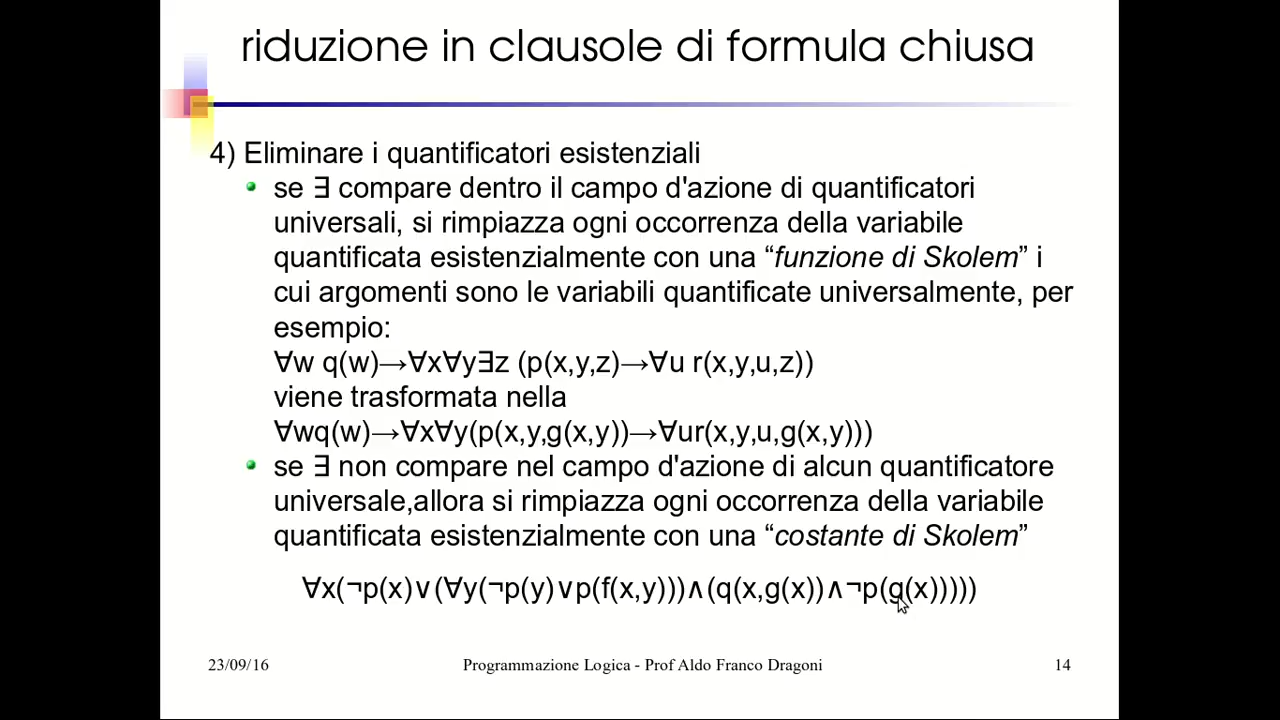 riduzione in clausole di formula chiusa
4) Eliminare i quantificatori esistenziali
se ∃ compare dentro il campo d'azione di quantificatori
universali, si rimpiazza ogni occorrenza della variabile
quantificata esistenzialmente con una “funzione di Skolem” i
cui argomenti sono le variabili quantificate universalmente, per
esempio:
∀w q(w)→∀x∀y∃z (p(x,y,z)→∀u r(x,y,u,z))
viene trasformata nella
∀wq(w)→∀x∀y(p(x,y,g(x,y))→∀ur(x,y,u,g(x,y)))
se ∃ non compare nel campo d'azione di alcun quantificatore
universale,allora si rimpiazza ogni occorrenza della variabile
quantificata esistenzialmente con una “costante di Skolem”
∀x(¬p(x)∨(∀y(¬p(y)∨p(f(x,y)))∧(q(x,g(x))∧¬p(g(x)))))
23/09/16 Programmazione Logica - Prof Aldo Franco Dragoni 14